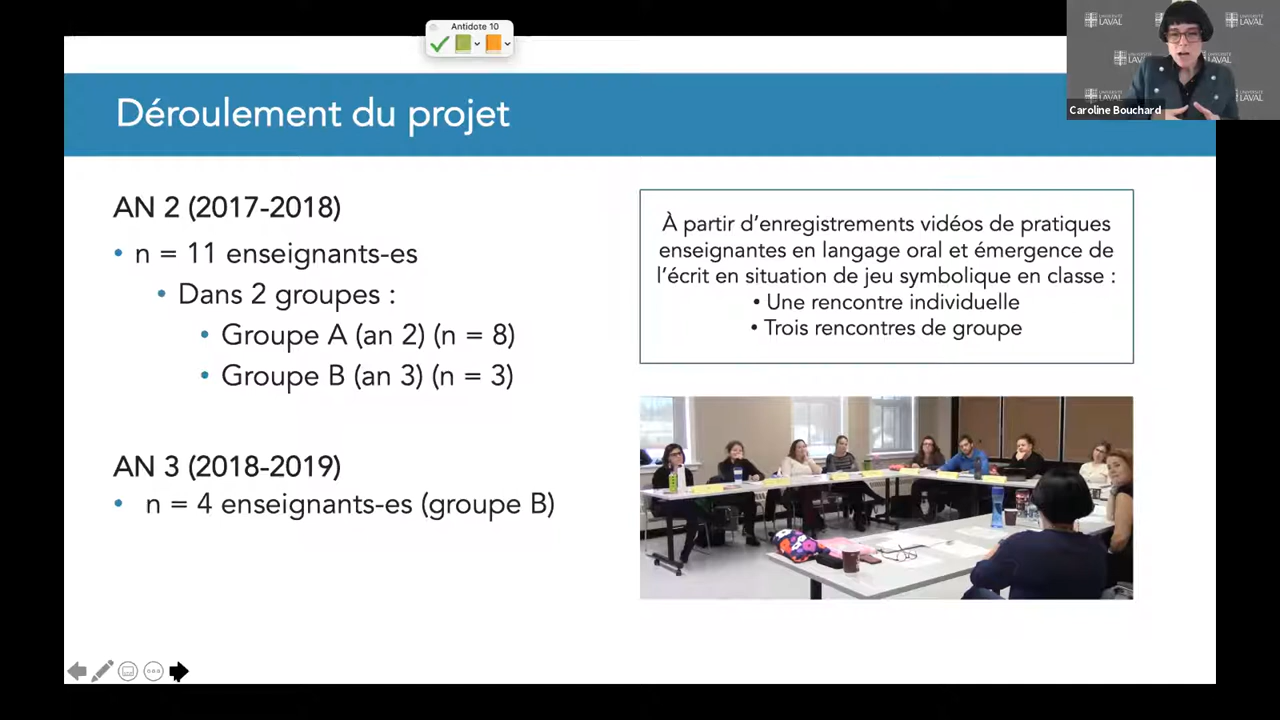 Antidote 10
UNIVERSITÉ
LAVAL
Caroline Bouchard
Déroulement du projet
AN 2 (2017-2018)
• n = 11 enseignants-es
• Dans 2 groupes :
• Groupe A (an 2) (n = 8)
• Groupe B (an 3) (n = 3)
AN 3 (2018-2019)
• n = 4 enseignants-es (groupe B)
À partir d’enregistrements vidéos de pratiques
enseignantes en langage oral et émergence de
l’écrit en situation de jeu symbolique en classe :
• Une rencontre individuelle
• Trois rencontres de groupe